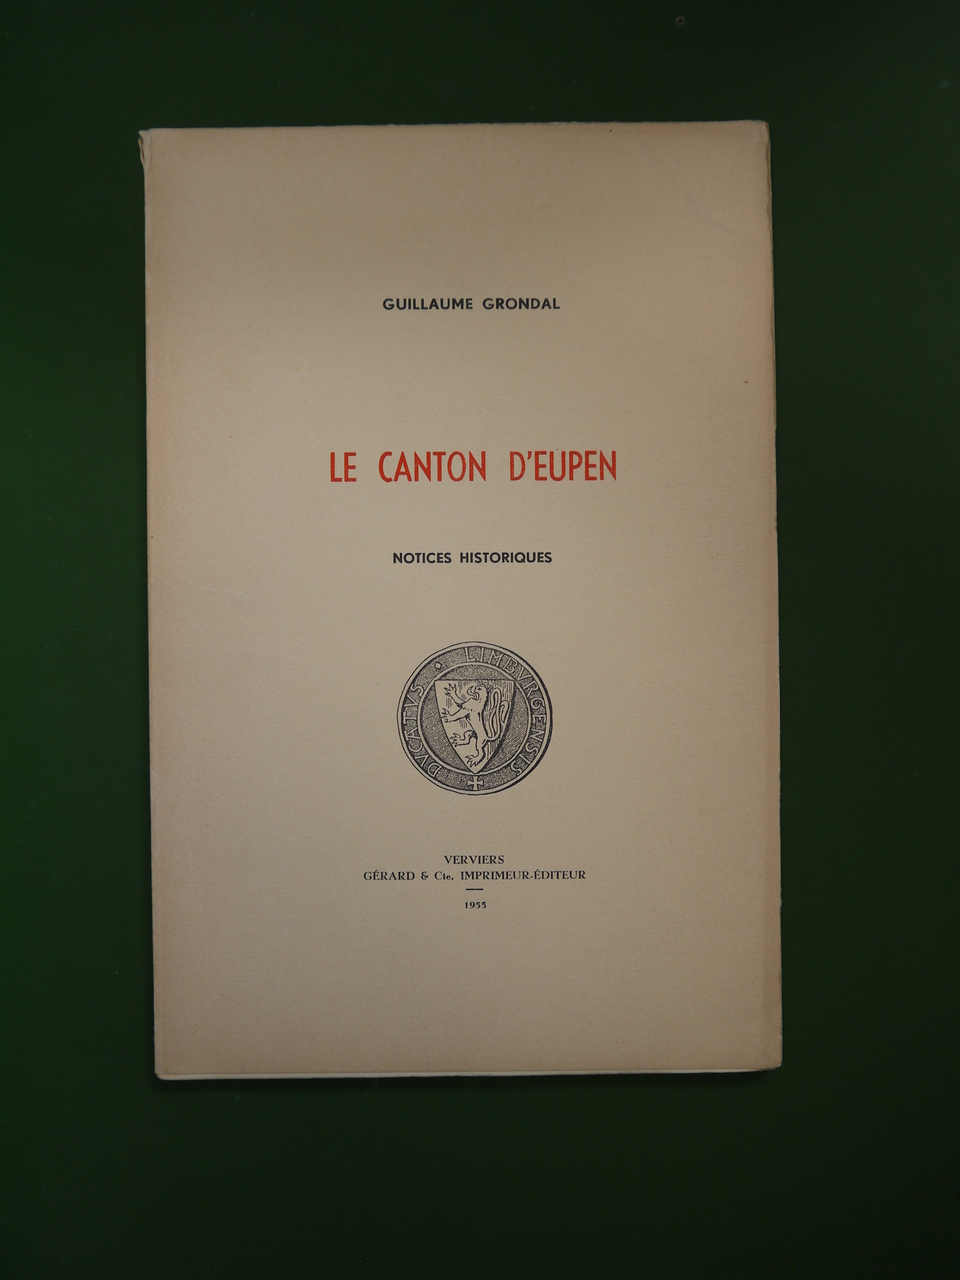 GUILLAUME GRONDAL
LE CANTON D'EUPEN
NOTICES HISTORIQUES
DVCATVS LIMBVRGENSIS
VERVIERS
GÉRARD & Cie, IMPRIMEUR-ÉDITEUR
1955